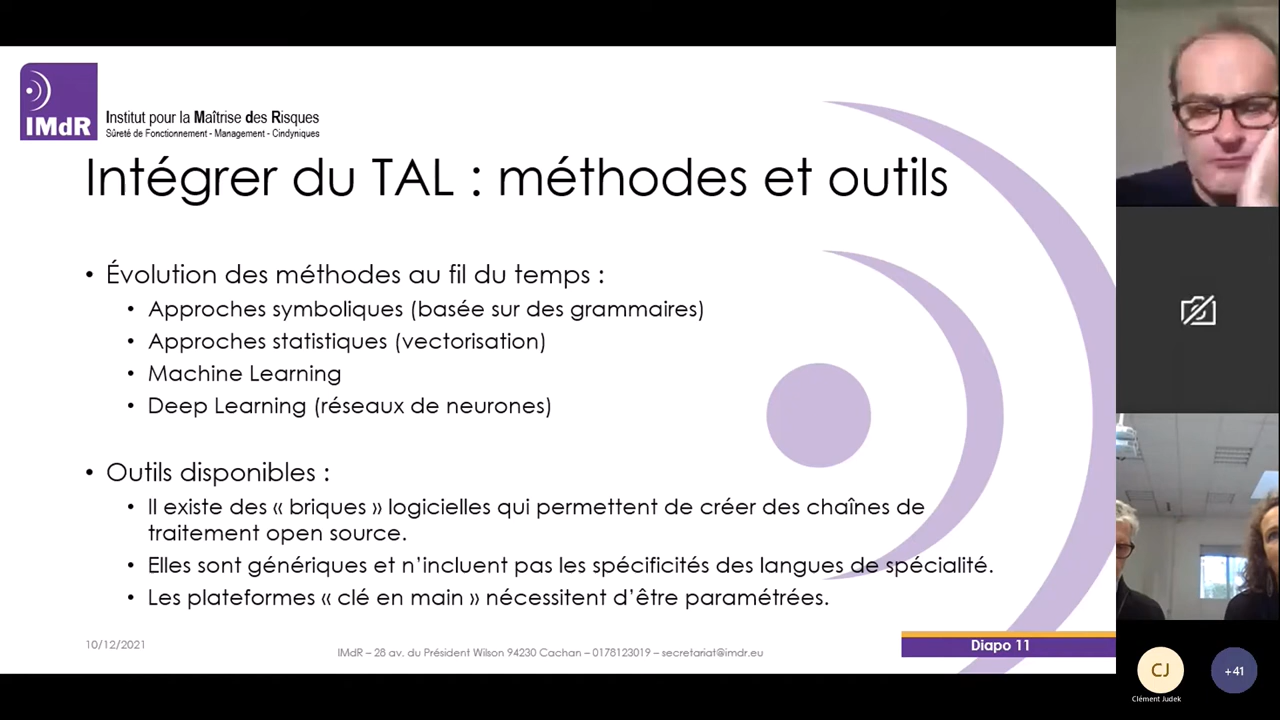 IMdR
Institut pour la Maîtrise des Risques
Sûreté de Fonctionnement - Management - Cindyniques
Intégrer du TAL : méthodes et outils
• Évolution des méthodes au fil du temps :
• Approches symboliques (basée sur des grammaires)
• Approches statistiques (vectorisation)
• Machine Learning
• Deep Learning (réseaux de neurones)
• Outils disponibles :
• Il existe des « briques » logicielles qui permettent de créer des chaînes de
traitement open source.
• Elles sont génériques et n’incluent pas les spécificités des langues de spécialité.
• Les plateformes « clé en main » nécessitent d’être paramétrées.
10/12/2021
IMdR – 28 av. du Président Wilson 94230 Cachan – 0178123019 – secretariat@imdr.eu
Diapo 11
CJ
+41
Clément Judek